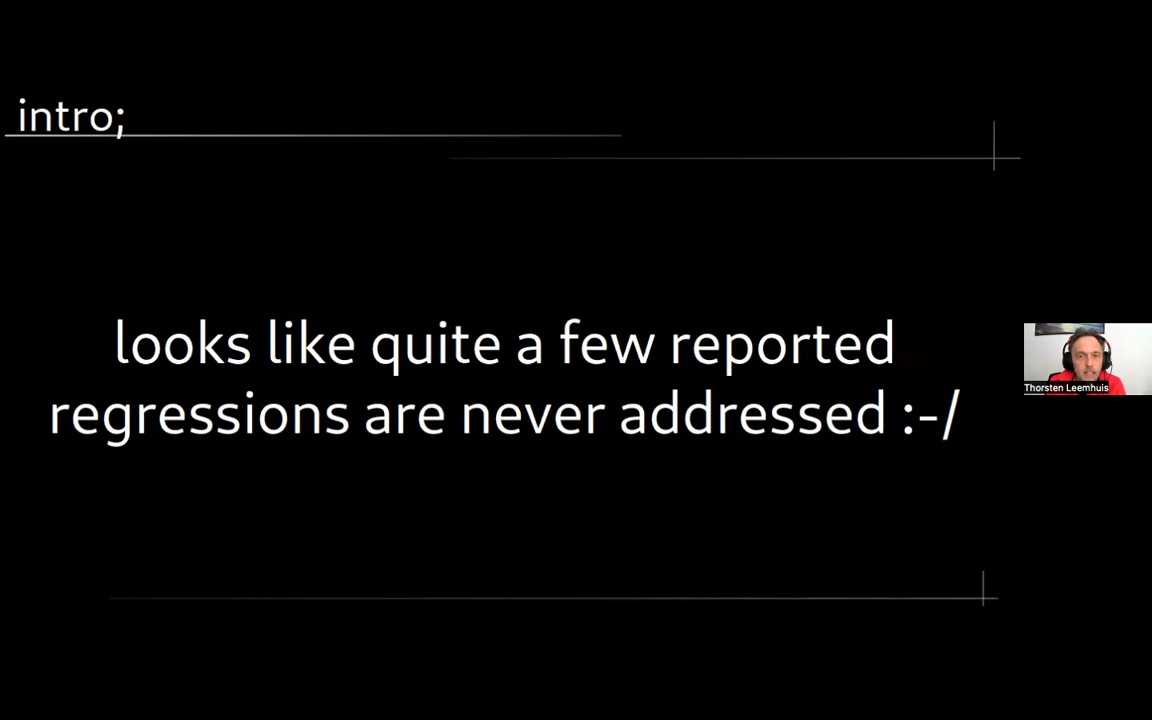 intro;
looks like quite a few reported
regressions are never addressed :-/
Thorsten Leemhuis